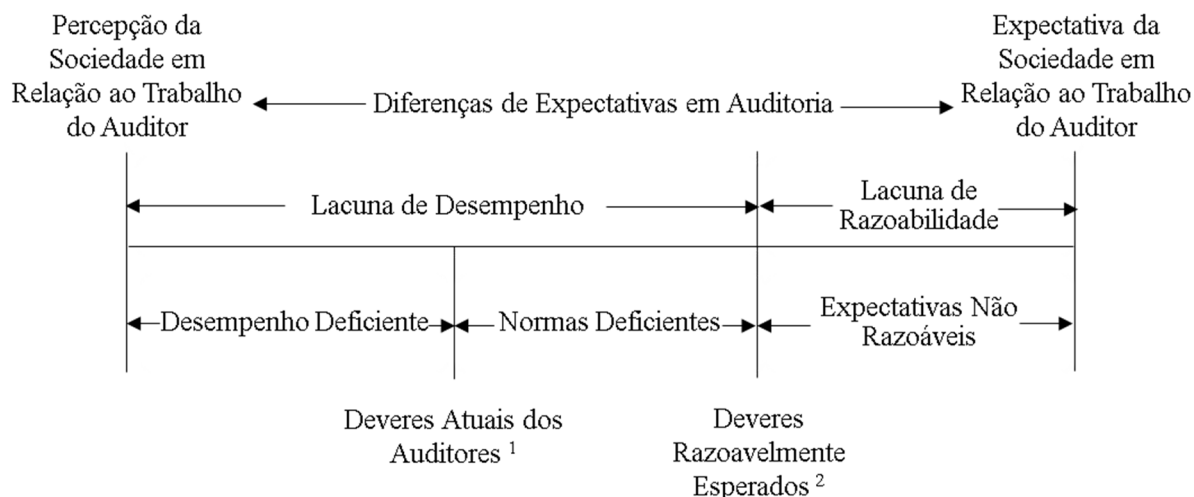 Percepção da
Sociedade em
Relação ao Trabalho
do Auditor
Diferenças de Expectativas em Auditoria
Expectativa da
Sociedade em
Relação ao Trabalho
do Auditor
Lacuna de Desempenho
Lacuna de
Razoabilidade
Desempenho Deficiente
Normas Deficientes
Expectativas Não
Razoáveis
Deveres Atuais dos
Auditores ¹
Deveres
Razoavelmente
Esperados ²